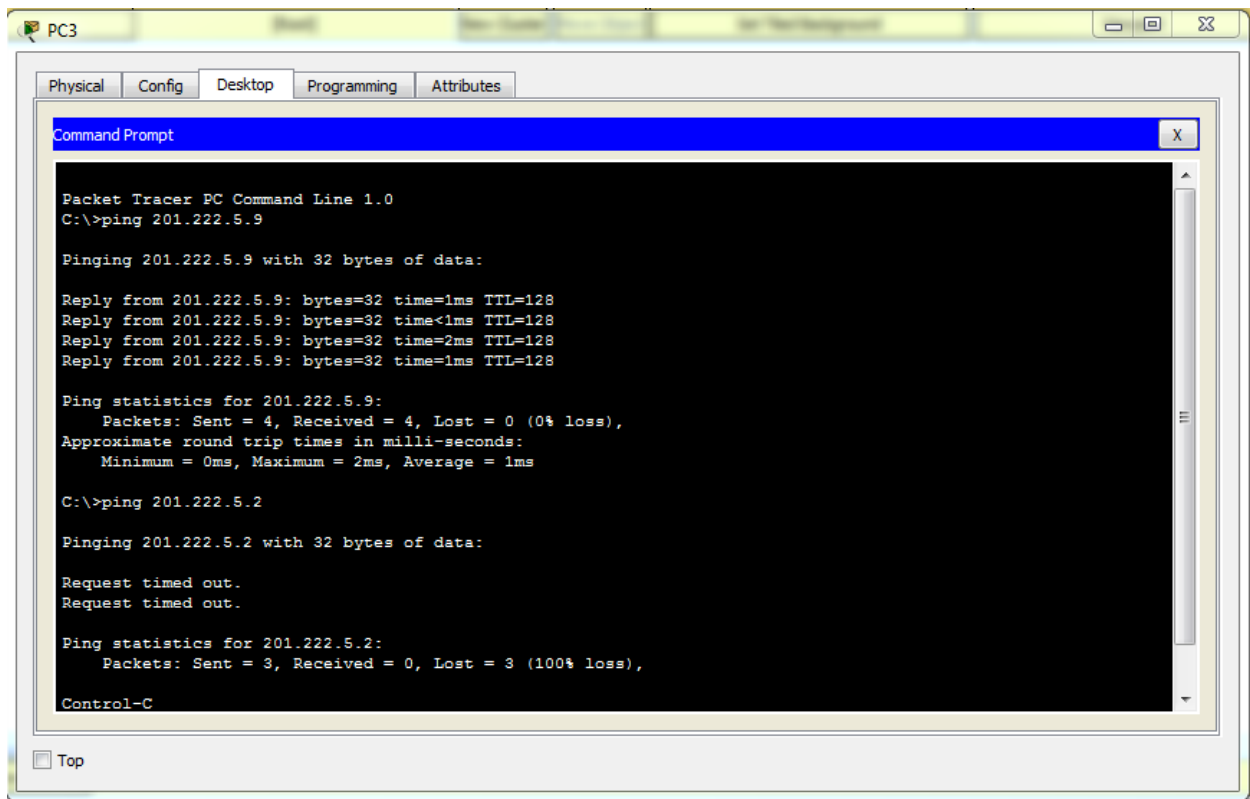 PC3
Physical Config Desktop Programming Attributes
Command Prompt
X
Packet Tracer PC Command Line 1.0
C:\>ping 201.222.5.9
Pinging 201.222.5.9 with 32 bytes of data:
Reply from 201.222.5.9: bytes=32 time=1ms TTL=128
Reply from 201.222.5.9: bytes=32 time<1ms TTL=128
Reply from 201.222.5.9: bytes=32 time=2ms TTL=128
Reply from 201.222.5.9: bytes=32 time=1ms TTL=128
Ping statistics for 201.222.5.9:
Packets: Sent = 4, Received = 4, Lost = 0 (0% loss),
Approximate round trip times in milli-seconds:
Minimum = 0ms, Maximum = 2ms, Average = 1ms
C:\>ping 201.222.5.2
Pinging 201.222.5.2 with 32 bytes of data:
Request timed out.
Request timed out.
Ping statistics for 201.222.5.2:
Packets: Sent = 3, Received = 0, Lost = 3 (100% loss),
Control-C
Top